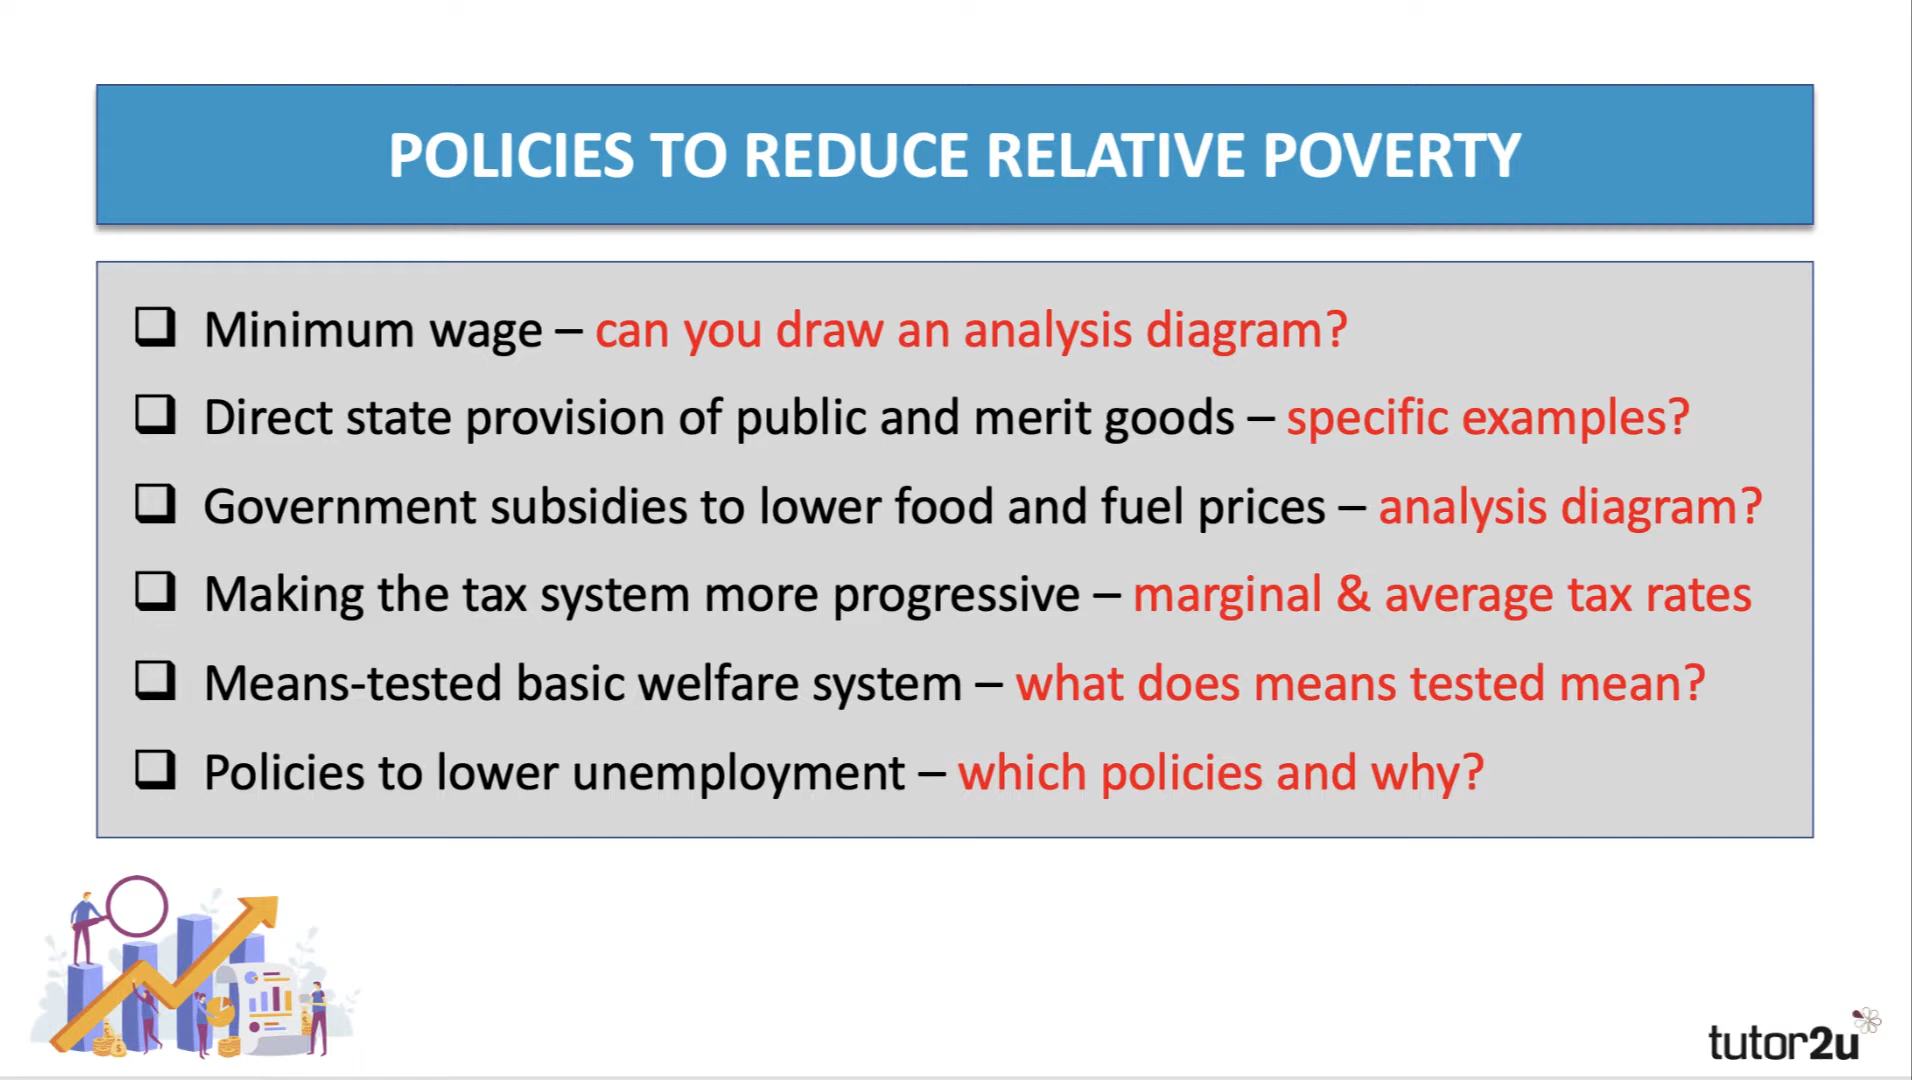 POLICIES TO REDUCE RELATIVE POVERTY
Minimum wage – can you draw an analysis diagram?
Direct state provision of public and merit goods – specific examples?
Government subsidies to lower food and fuel prices – analysis diagram?
Making the tax system more progressive – marginal & average tax rates
Means-tested basic welfare system – what does means tested mean?
Policies to lower unemployment – which policies and why?
tutor2u